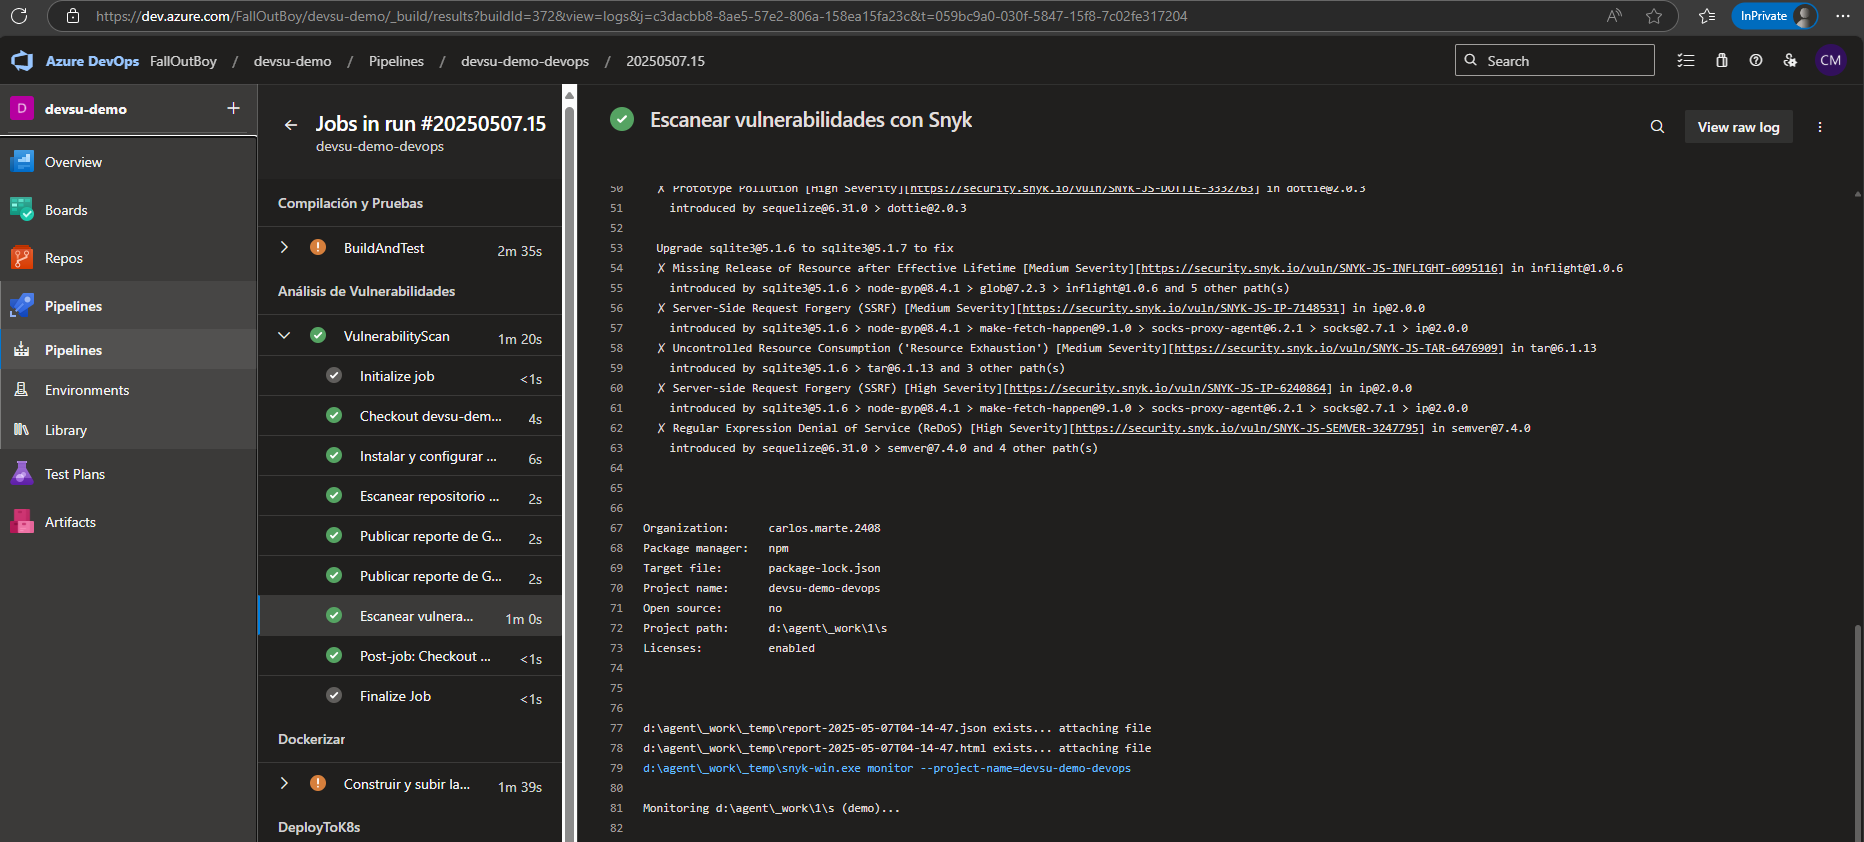 https://dev.azure.com/FallOutBoy/devsu-demo/_build/results?buildId=372&view=logs&j=c3dacbb8-8ae5-57e2-806a-158ea15fa23c&t=059bc9a0-030f-5847-15f8-7c02fe317204
InPrivate
Azure DevOps FallOutBoy / devsu-demo / Pipelines / devsu-demo-devops / 20250507.15
Search
CM
D devsu-demo
Overview
Boards
Repos
Pipelines
Pipelines
Environments
Library
Test Plans
Artifacts
Jobs in run #20250507.15
devsu-demo-devops
Compilación y Pruebas
BuildAndTest 2m 35s
Análisis de Vulnerabilidades
VulnerabilityScan 1m 20s
Initialize job <1s
Checkout devsu-dem... 4s
Instalar y configurar ... 6s
Escanear repositorio ... 2s
Publicar reporte de G... 2s
Publicar reporte de G... 2s
Escanear vulnera... 1m 0s
Post-job: Checkout ... <1s
Finalize Job <1s
Dockerizar
Construir y subir la... 1m 39s
DeployToK8s
Escanear vulnerabilidades con Snyk
View raw log
50 ✗ Prototype Pollution [High Severity][https://security.snyk.io/vuln/SNYK-JS-DOTTIE-3332763] in dottie@2.0.3
51 introduced by sequelize@6.31.0 > dottie@2.0.3
52
53 Upgrade sqlite3@5.1.6 to sqlite3@5.1.7 to fix
54 ✗ Missing Release of Resource after Effective Lifetime [Medium Severity][https://security.snyk.io/vuln/SNYK-JS-INFLIGHT-6095116] in inflight@1.0.6
55 introduced by sqlite3@5.1.6 > node-gyp@8.4.1 > glob@7.2.3 > inflight@1.0.6 and 5 other path(s)
56 ✗ Server-Side Request Forgery (SSRF) [Medium Severity][https://security.snyk.io/vuln/SNYK-JS-IP-7148531] in ip@2.0.0
57 introduced by sqlite3@5.1.6 > node-gyp@8.4.1 > make-fetch-happen@9.1.0 > socks-proxy-agent@6.2.1 > socks@2.7.1 > ip@2.0.0
58 ✗ Uncontrolled Resource Consumption ('Resource Exhaustion') [Medium Severity][https://security.snyk.io/vuln/SNYK-JS-TAR-6476909] in tar@6.1.13
59 introduced by sqlite3@5.1.6 > tar@6.1.13 and 3 other path(s)
60 ✗ Server-side Request Forgery (SSRF) [High Severity][https://security.snyk.io/vuln/SNYK-JS-IP-6240864] in ip@2.0.0
61 introduced by sqlite3@5.1.6 > node-gyp@8.4.1 > make-fetch-happen@9.1.0 > socks-proxy-agent@6.2.1 > socks@2.7.1 > ip@2.0.0
62 ✗ Regular Expression Denial of Service (ReDoS) [High Severity][https://security.snyk.io/vuln/SNYK-JS-SEMVER-3247795] in semver@7.4.0
63 introduced by sequelize@6.31.0 > semver@7.4.0 and 4 other path(s)
64
65
66
67 Organization: carlos.marte.2408
68 Package manager: npm
69 Target file: package-lock.json
70 Project name: devsu-demo-devops
71 Open source: no
72 Project path: d:\agent\_work\1\s
73 Licenses: enabled
74
75
76
77 d:\agent\_work\_temp\report-2025-05-07T04-14-47.json exists... attaching file
78 d:\agent\_work\_temp\report-2025-05-07T04-14-47.html exists... attaching file
79 d:\agent\_work\_temp\snyk-win.exe monitor --project-name=devsu-demo-devops
80
81 Monitoring d:\agent\_work\1\s (demo)...
82